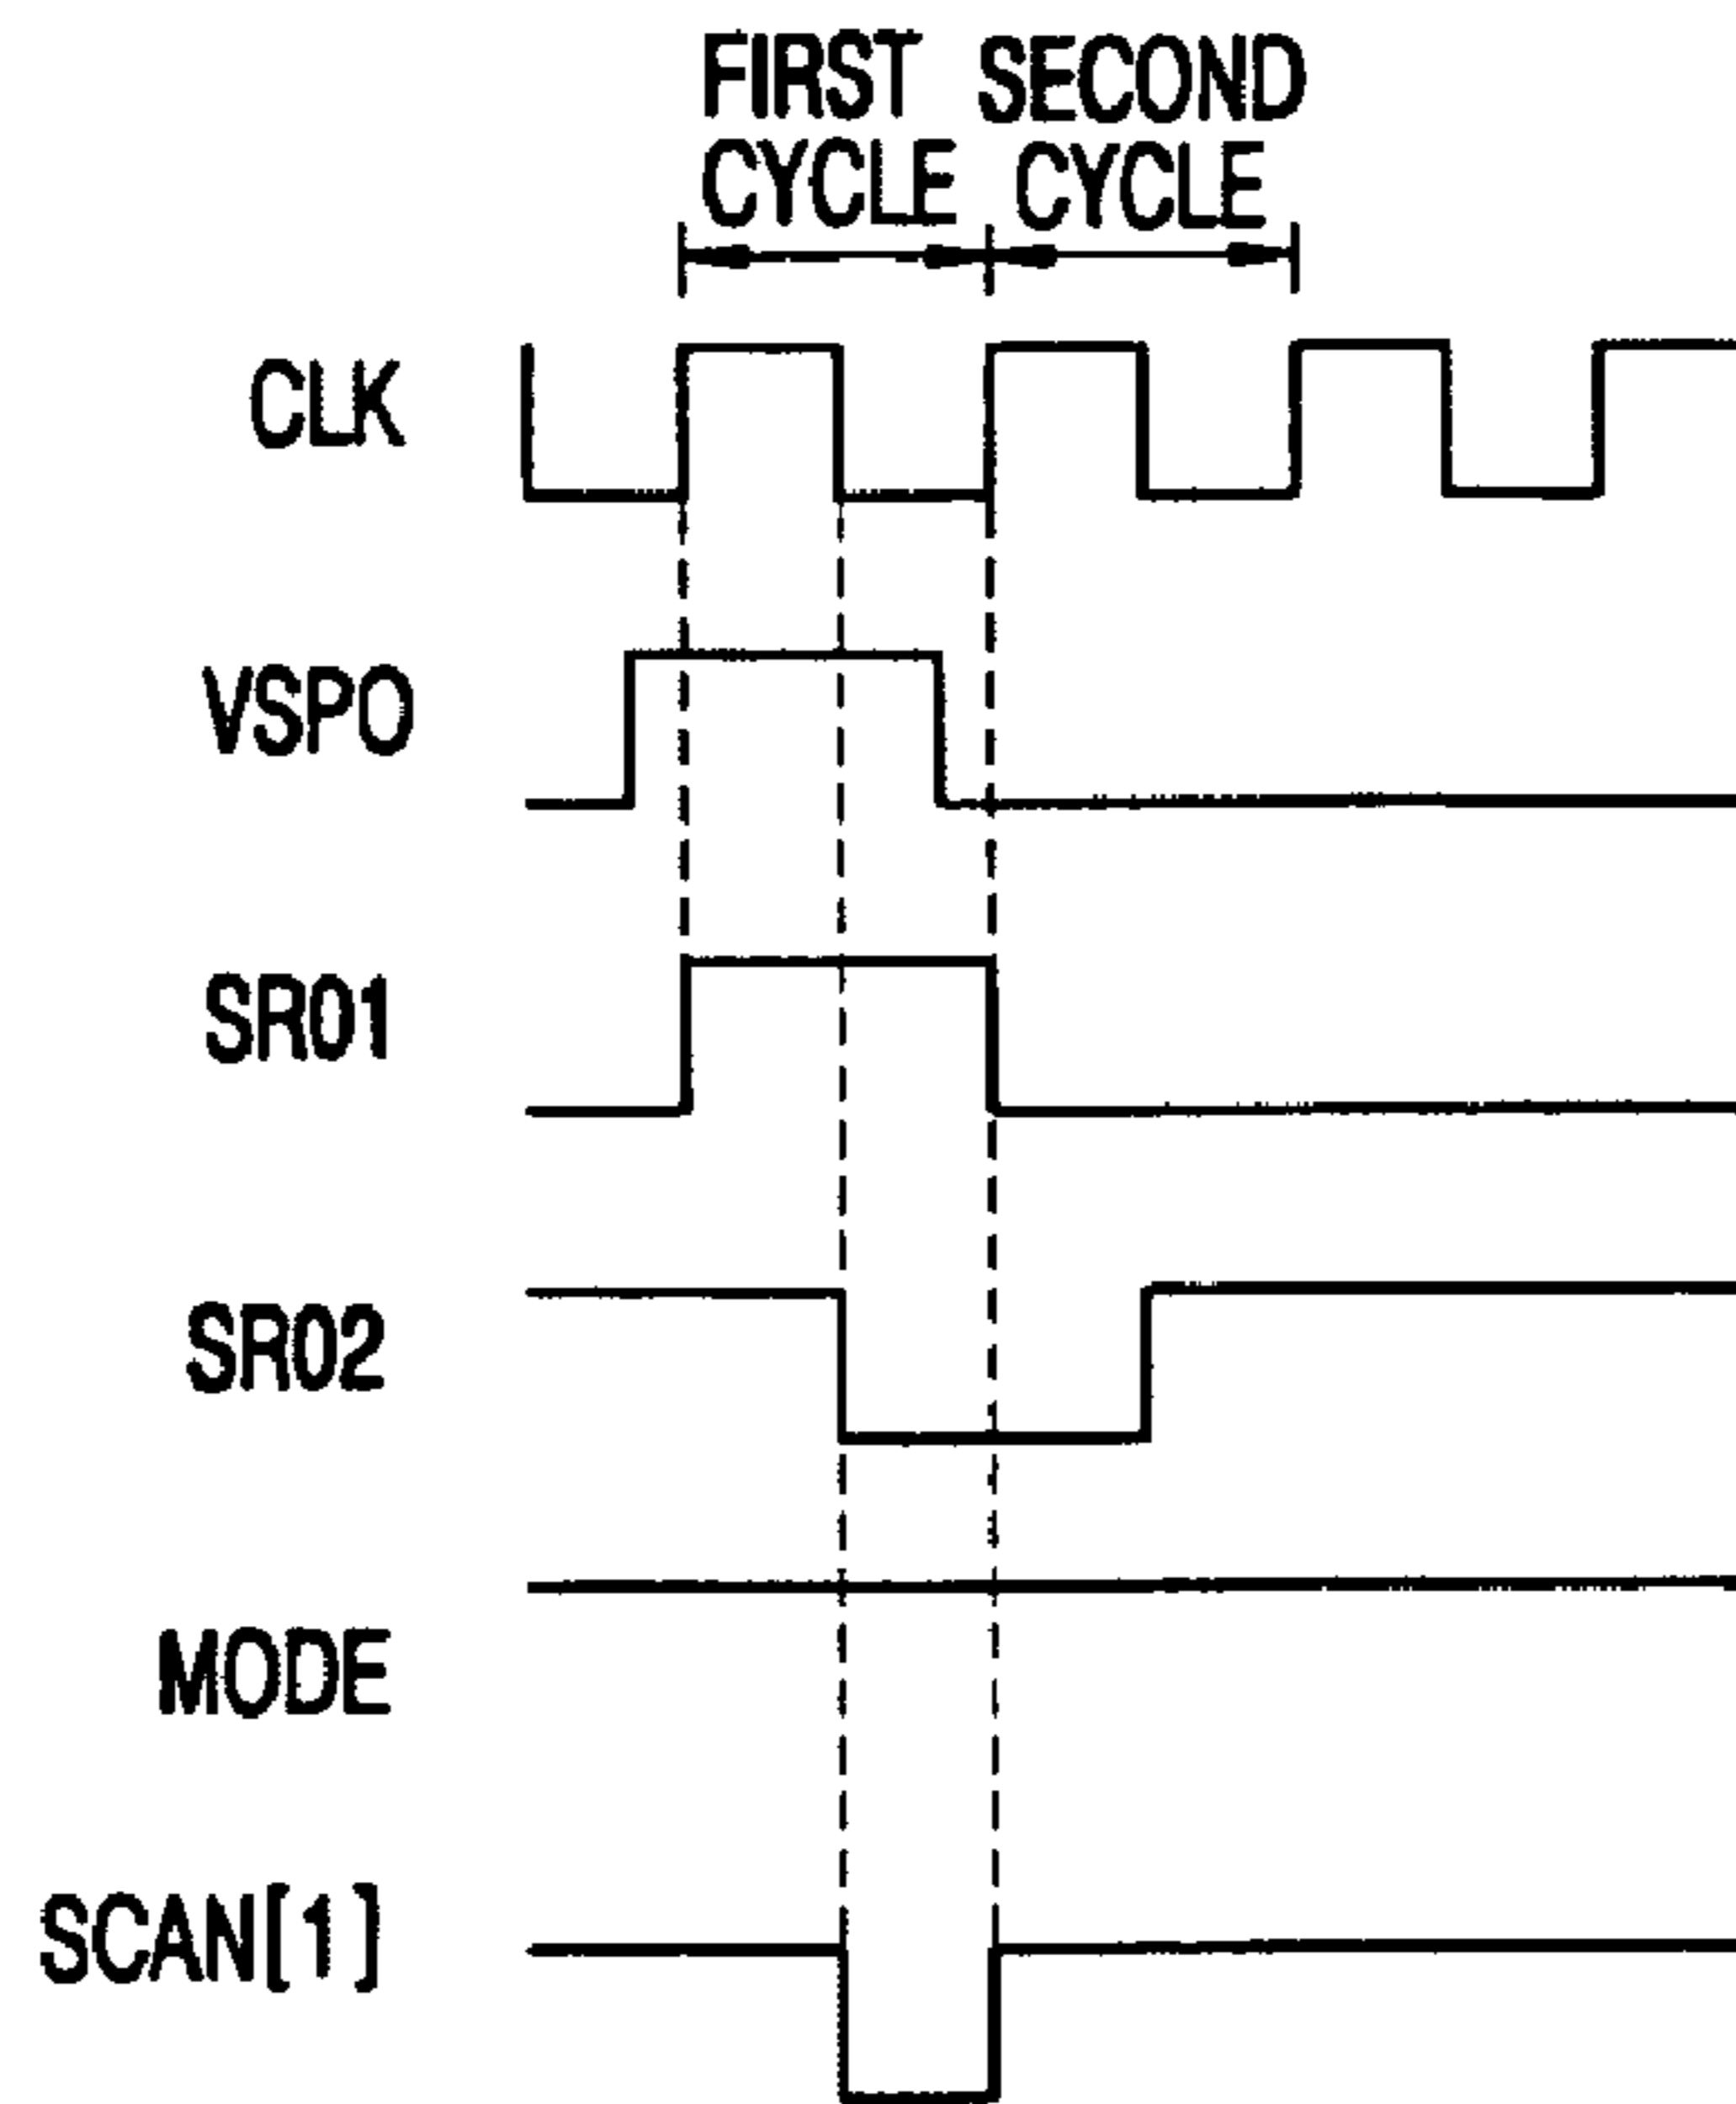 FIRST SECOND
CYCLE CYCLE
CLK
VSPO
SR01
SR02
MODE
SCAN[1]